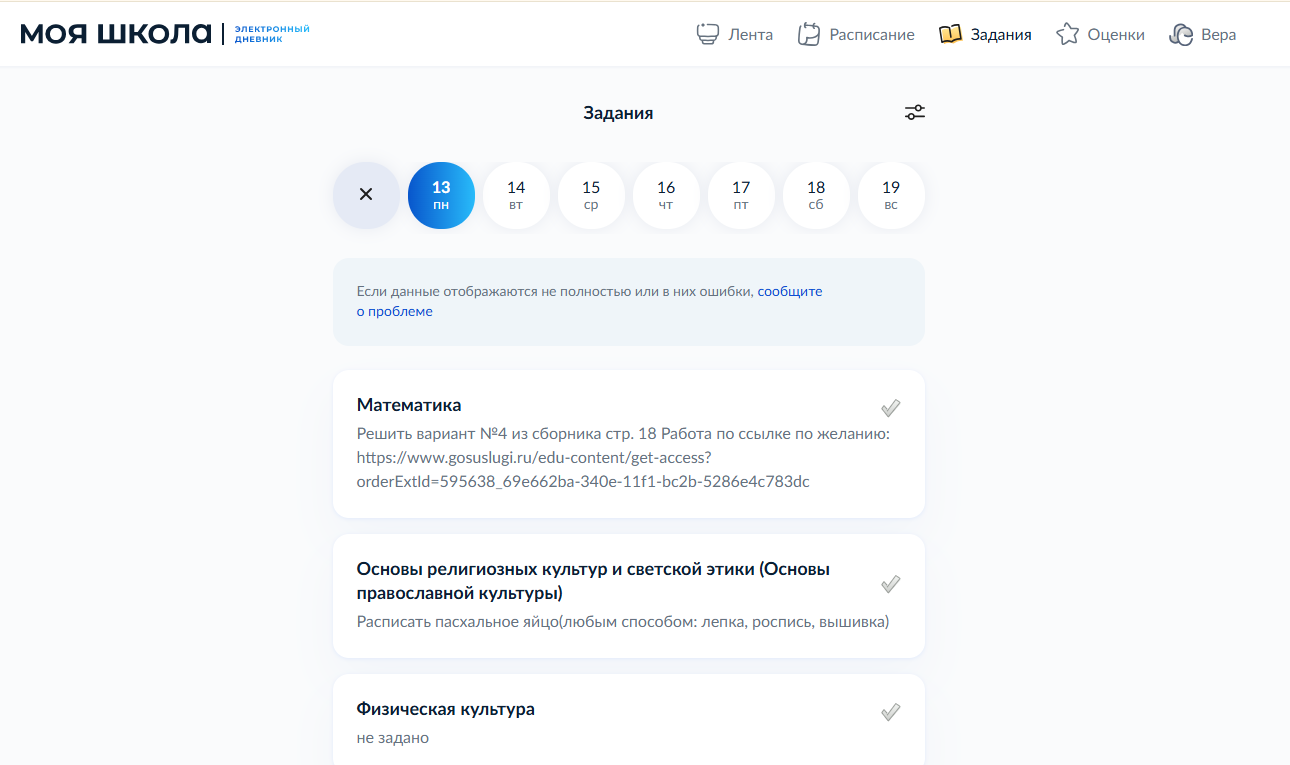 МОЯ ШКОЛА
ЭЛЕКТРОННЫЙ
ДНЕВНИК
Лента
Расписание
Задания
Оценки
Вера
Задания
13
пн
14
вт
15
ср
16
чт
17
пт
18
сб
19
вс
Если данные отображаются не полностью или в них ошибки, сообщите
о проблеме
Математика
Решить вариант №4 из сборника стр. 18 Работа по ссылке по желанию:
https://www.gosuslugi.ru/edu-content/get-access?
orderExtId=595638_69e662ba-340e-11f1-bc2b-5286e4c783dc
Основы религиозных культур и светской этики (Основы
православной культуры)
Расписать пасхальное яйцо(любым способом: лепка, роспись, вышивка)
Физическая культура
не задано